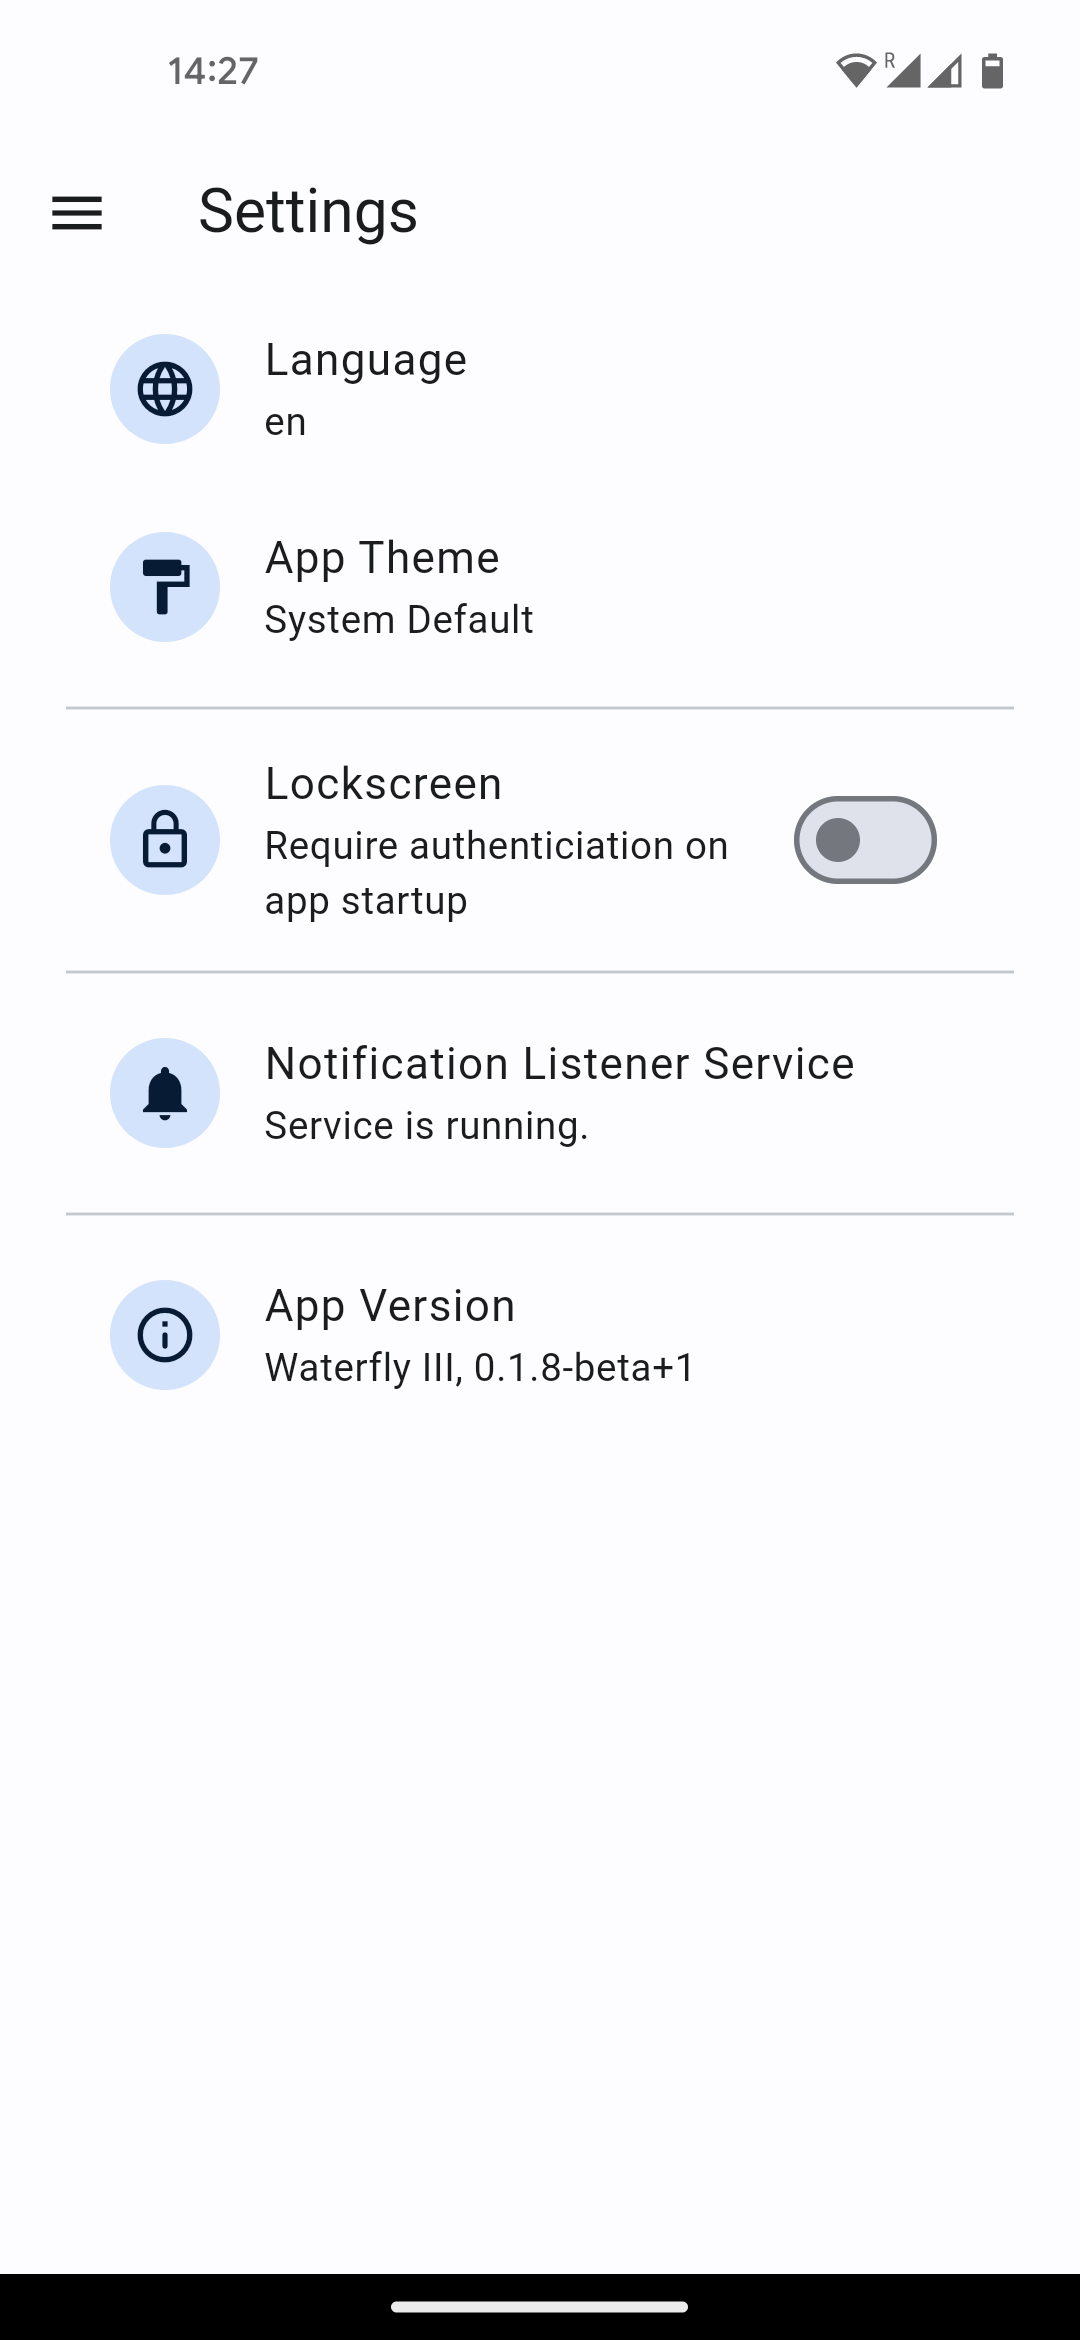 14:27
R
Settings
Language
en
App Theme
System Default
Lockscreen
Require authenticiation on
app startup
Notification Listener Service
Service is running.
App Version
Waterfly III, 0.1.8-beta+1